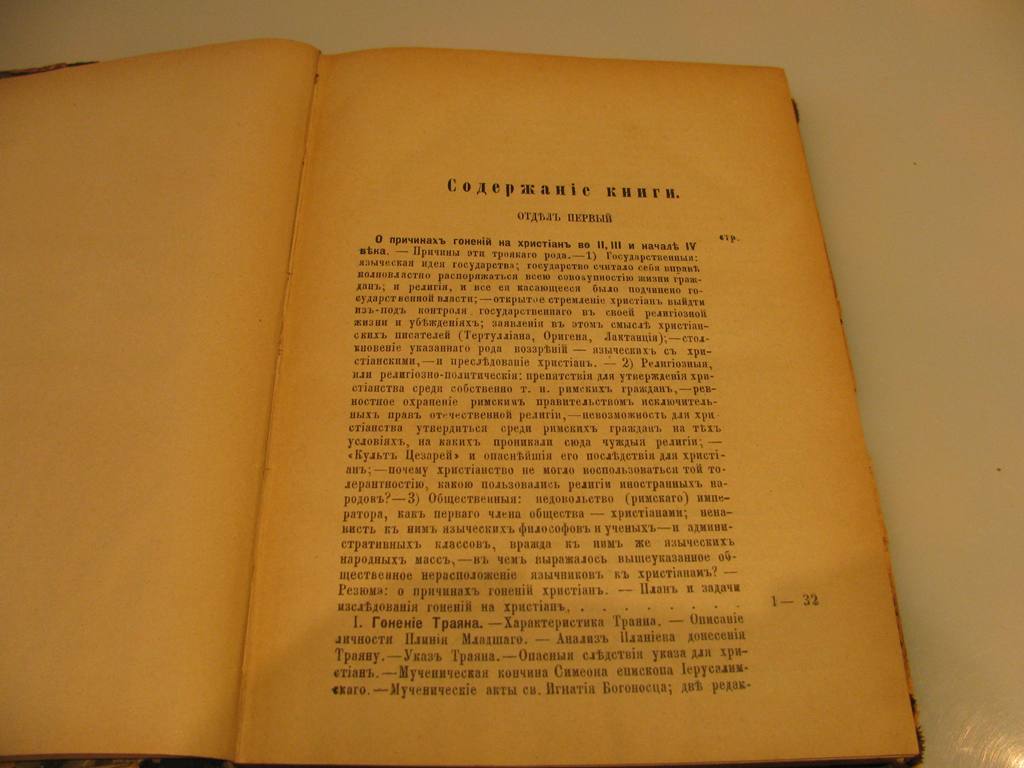 Содержаніе книги.
ОТДѢЛЪ ПЕРВЫЙ
стр.
О причинахъ гоненій на христіанъ во II, III и началѣ IV
вѣка. — Причины эти троякаго рода.—1) Государственныя:
языческая идея государства; государство считало себя вправѣ
полновластно распоряжаться всею совокупностію жизни граж-
данъ; и религія, и все ея касающееся было подчинено го-
сударственной власти;—открытое стремленіе христіанъ выйдти
изъ-подъ контроля государственнаго въ своей религіозной
жизни и убѣжденіяхъ; заявленія въ этомъ смыслѣ христіан-
скихъ писателей (Тертулліана, Оригена, Лактанція);—стол-
кновеніе указаннаго рода воззрѣній — языческихъ съ хри-
стіанскими,—и преслѣдованіе христіанъ. — 2) Религіозныя,
или религіозно-политическія: препятствія для утвержденія хри-
стіанства среди собственно т. н. римскихъ гражданъ,—рев-
ностное охраненіе римскимъ правительствомъ исключитель-
ныхъ правъ отечественной религіи,—невозможность для хри-
стіанства утвердиться среди римскихъ гражданъ на тѣхъ
условіяхъ, на какихъ проникали сюда чуждыя религіи; —
«Культъ Цезарей» и опаснѣйшія его послѣдствія для христі-
анъ;—почему христіанство не могло воспользоваться той то-
лерантностію, какою пользовались религіи иностранныхъ на-
родовъ?—3) Общественныя: недовольство (римскаго) импе-
ратора, какъ перваго члена общества — христіанами; нена-
висть къ нимъ языческихъ философовъ и ученыхъ—и админи-
стративныхъ классовъ, вражда къ нимъ же языческихъ
народныхъ массъ,—въ чемъ выражалось вышеуказанное об-
щественное нерасположеніе язычниковъ къ христіанамъ? —
Резюмэ: о причинахъ гоненій христіанъ. — Планъ и задачи
изслѣдованія гоненій на христіанъ, . . . . . . . . 1— 32
I. Гоненіе Траяна.—Характеристика Траяна. — Описаніе
личности Плинія Младшаго. — Анализъ Плиніева донесенія
Траяну.—Указъ Траяна.—Опасныя слѣдствія указа для хри-
стіанъ.—Мученическая кончина Симеона епископа Іерусалим-
скаго.—Мученическіе акты св. Игнатія Богоносца; двѣ редак-